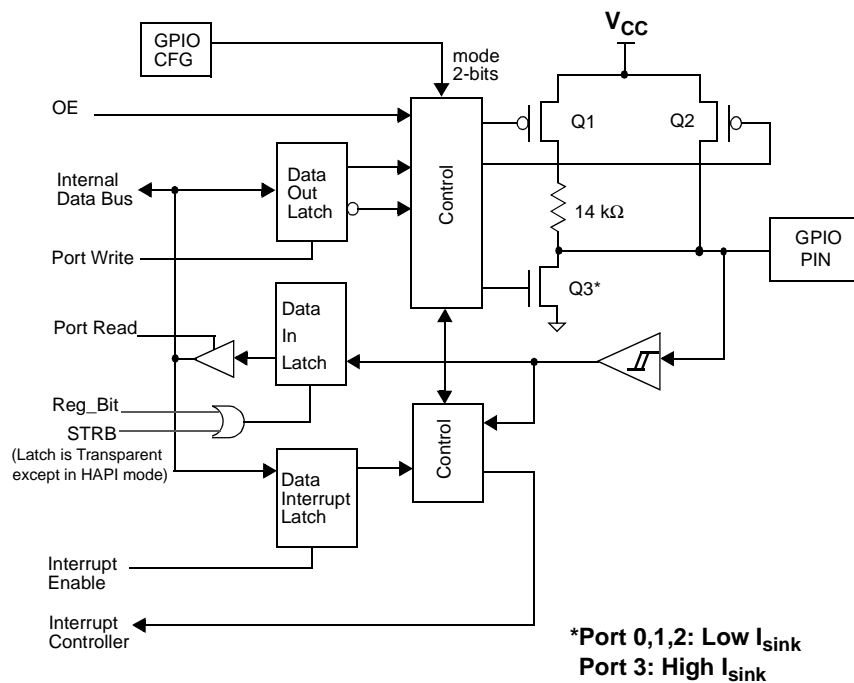 GPIO
CFG
mode
2-bits
VCC
OE
Q1
Q2
Control
Data
Out
Latch
Internal
Data Bus
14 kΩ
GPIO
PIN
Port Write
Q3*
Data
In
Latch
Port Read
Reg_Bit
STRB
(Latch is Transparent
except in HAPI mode)
Control
Data
Interrupt
Latch
Interrupt
Enable
Interrupt
Controller
*Port 0,1,2: Low Isink
Port 3: High Isink